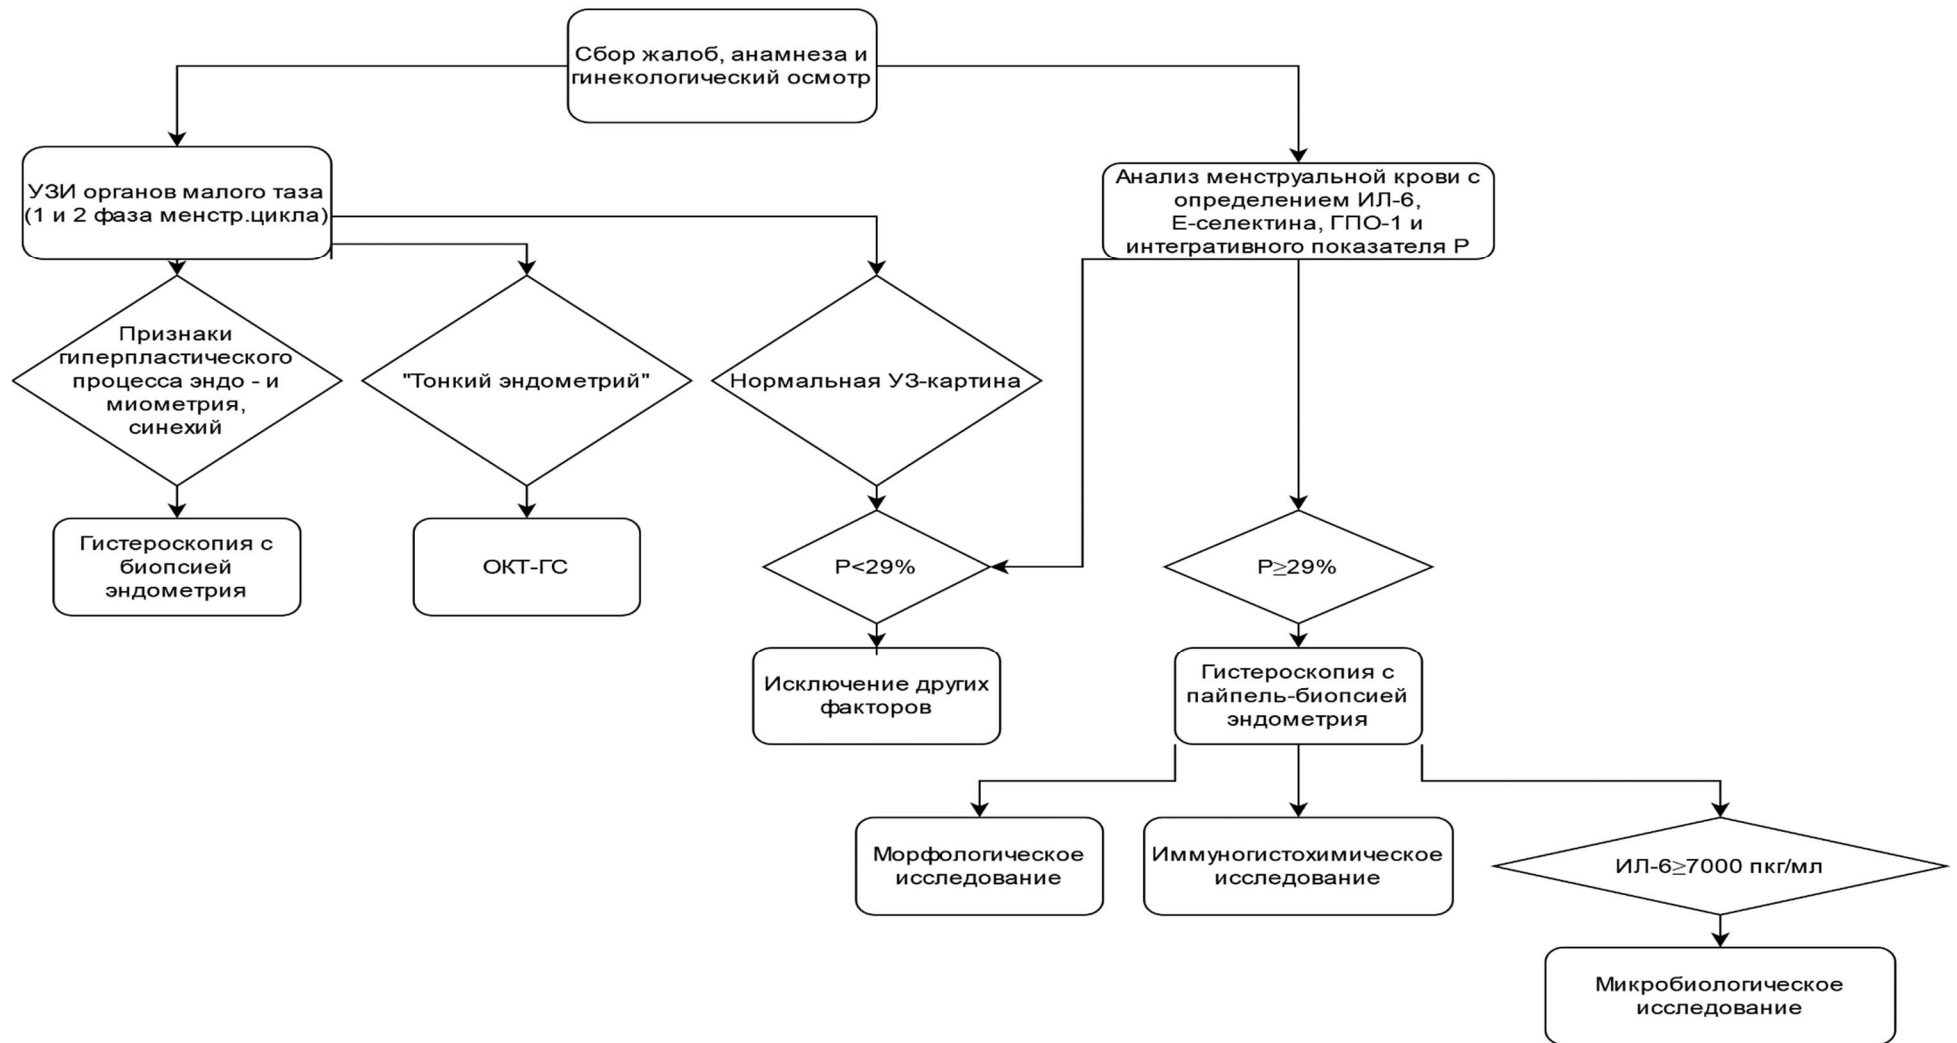 Сбор жалоб, анамнеза и
гинекологический осмотр
УЗИ органов малого таза
(1 и 2 фаза менстр.цикла)
Анализ менструальной крови с
определением ИЛ-6,
Е-селектина, ГПО-1 и
интегративного показателя Р
Признаки
гиперпластического
процесса эндо - и
миометрия,
синехий
"Тонкий эндометрий"
Нормальная УЗ-картина
Гистероскопия с
биопсией
эндометрия
ОКТ-ГС
Р<29%
Р≥29%
Исключение других
факторов
Гистероскопия с
пайпель-биопсией
эндометрия
Морфологическое
исследование
Иммуногистохимическое
исследование
ИЛ-6≥7000 пкг/мл
Микробиологическое
исследование